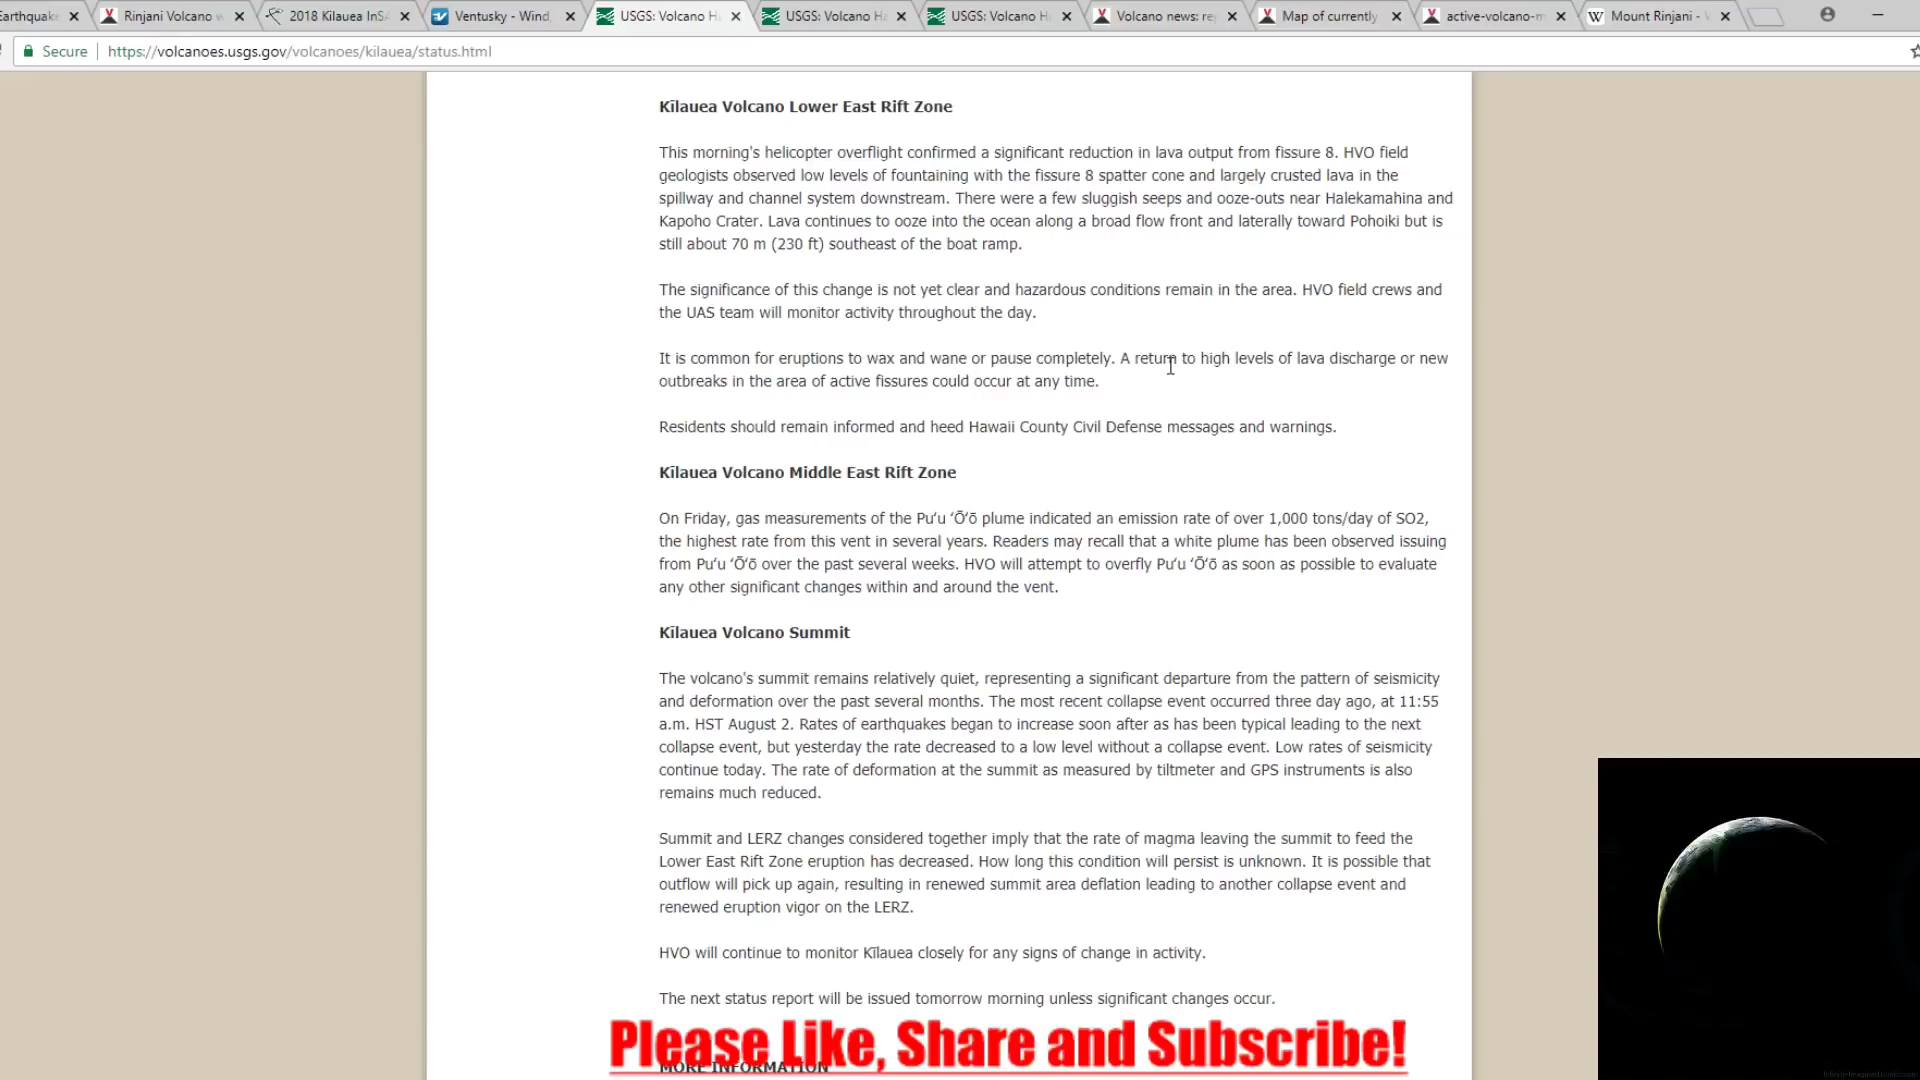 Earthquake
Rinjani Volcano w
2018 Kilauea InSA
Ventusky - Wind,
USGS: Volcano H
USGS: Volcano Ha
USGS: Volcano H
Volcano news: re
Map of currently
active-volcano-m
Mount Rinjani -
Secure
https://volcanoes.usgs.gov/volcanoes/kilauea/status.html
Kīlauea Volcano Lower East Rift Zone
This morning's helicopter overflight confirmed a significant reduction in lava output from fissure 8. HVO field
geologists observed low levels of fountaining with the fissure 8 spatter cone and largely crusted lava in the
spillway and channel system downstream. There were a few sluggish seeps and ooze-outs near Halekamahina and
Kapoho Crater. Lava continues to ooze into the ocean along a broad flow front and laterally toward Pohoiki but is
still about 70 m (230 ft) southeast of the boat ramp.
The significance of this change is not yet clear and hazardous conditions remain in the area. HVO field crews and
the UAS team will monitor activity throughout the day.
It is common for eruptions to wax and wane or pause completely. A return to high levels of lava discharge or new
outbreaks in the area of active fissures could occur at any time.
Residents should remain informed and heed Hawaii County Civil Defense messages and warnings.
Kīlauea Volcano Middle East Rift Zone
On Friday, gas measurements of the Puʻu ʻŌʻō plume indicated an emission rate of over 1,000 tons/day of SO2,
the highest rate from this vent in several years. Readers may recall that a white plume has been observed issuing
from Puʻu ʻŌʻō over the past several weeks. HVO will attempt to overfly Puʻu ʻŌʻō as soon as possible to evaluate
any other significant changes within and around the vent.
Kīlauea Volcano Summit
The volcano's summit remains relatively quiet, representing a significant departure from the pattern of seismicity
and deformation over the past several months. The most recent collapse event occurred three day ago, at 11:55
a.m. HST August 2. Rates of earthquakes began to increase soon after as has been typical leading to the next
collapse event, but yesterday the rate decreased to a low level without a collapse event. Low rates of seismicity
continue today. The rate of deformation at the summit as measured by tiltmeter and GPS instruments is also
remains much reduced.
Summit and LERZ changes considered together imply that the rate of magma leaving the summit to feed the
Lower East Rift Zone eruption has decreased. How long this condition will persist is unknown. It is possible that
outflow will pick up again, resulting in renewed summit area deflation leading to another collapse event and
renewed eruption vigor on the LERZ.
HVO will continue to monitor Kīlauea closely for any signs of change in activity.
The next status report will be issued tomorrow morning unless significant changes occur.
Please Like, Share and Subscribe!
MORE INFORMATION